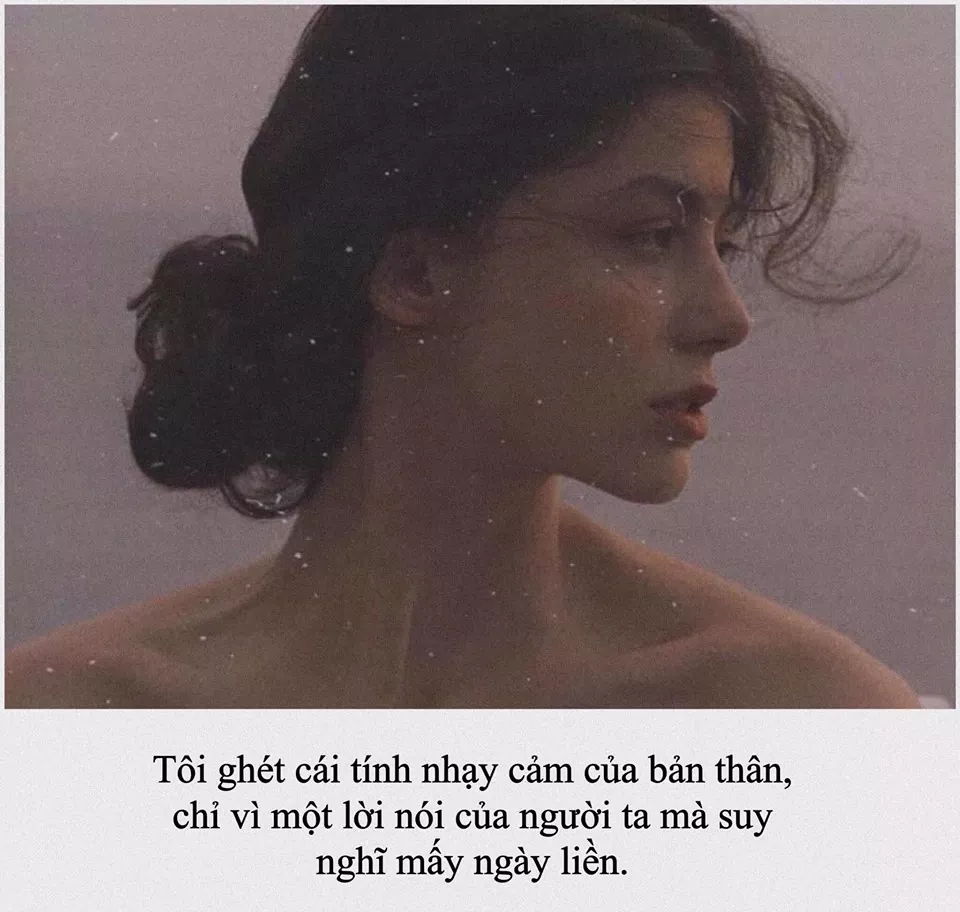 Tôi ghét cái tính nhạy cảm của bản thân,
chỉ vì một lời nói của người ta mà suy
nghĩ mấy ngày liền.